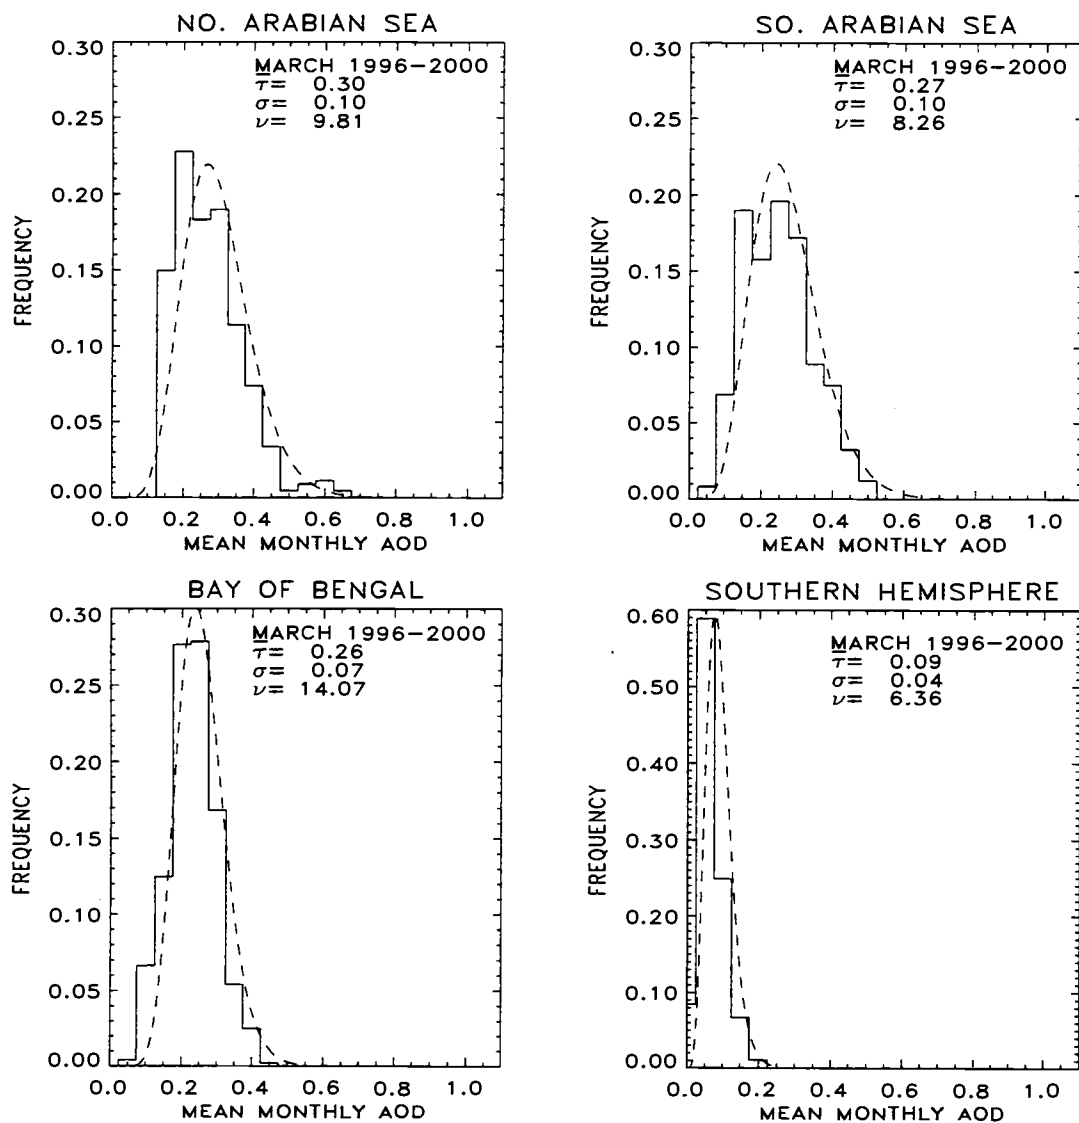 NO. ARABIAN SEA
MARCH 1996-2000
τ= 0.30
σ= 0.10
ν= 9.81
FREQUENCY
0.30
0.25
0.20
0.15
0.10
0.05
0.00
0.0 0.2 0.4 0.6 0.8 1.0
MEAN MONTHLY AOD
SO. ARABIAN SEA
MARCH 1996-2000
τ= 0.27
σ= 0.10
ν= 8.26
FREQUENCY
0.30
0.25
0.20
0.15
0.10
0.05
0.00
0.0 0.2 0.4 0.6 0.8 1.0
MEAN MONTHLY AOD
BAY OF BENGAL
MARCH 1996-2000
τ= 0.26
σ= 0.07
ν= 14.07
FREQUENCY
0.30
0.25
0.20
0.15
0.10
0.05
0.00
0.0 0.2 0.4 0.6 0.8 1.0
MEAN MONTHLY AOD
SOUTHERN HEMISPHERE
MARCH 1996-2000
τ= 0.09
σ= 0.04
ν= 6.36
FREQUENCY
0.60
0.50
0.40
0.30
0.20
0.10
0.00
0.0 0.2 0.4 0.6 0.8 1.0
MEAN MONTHLY AOD